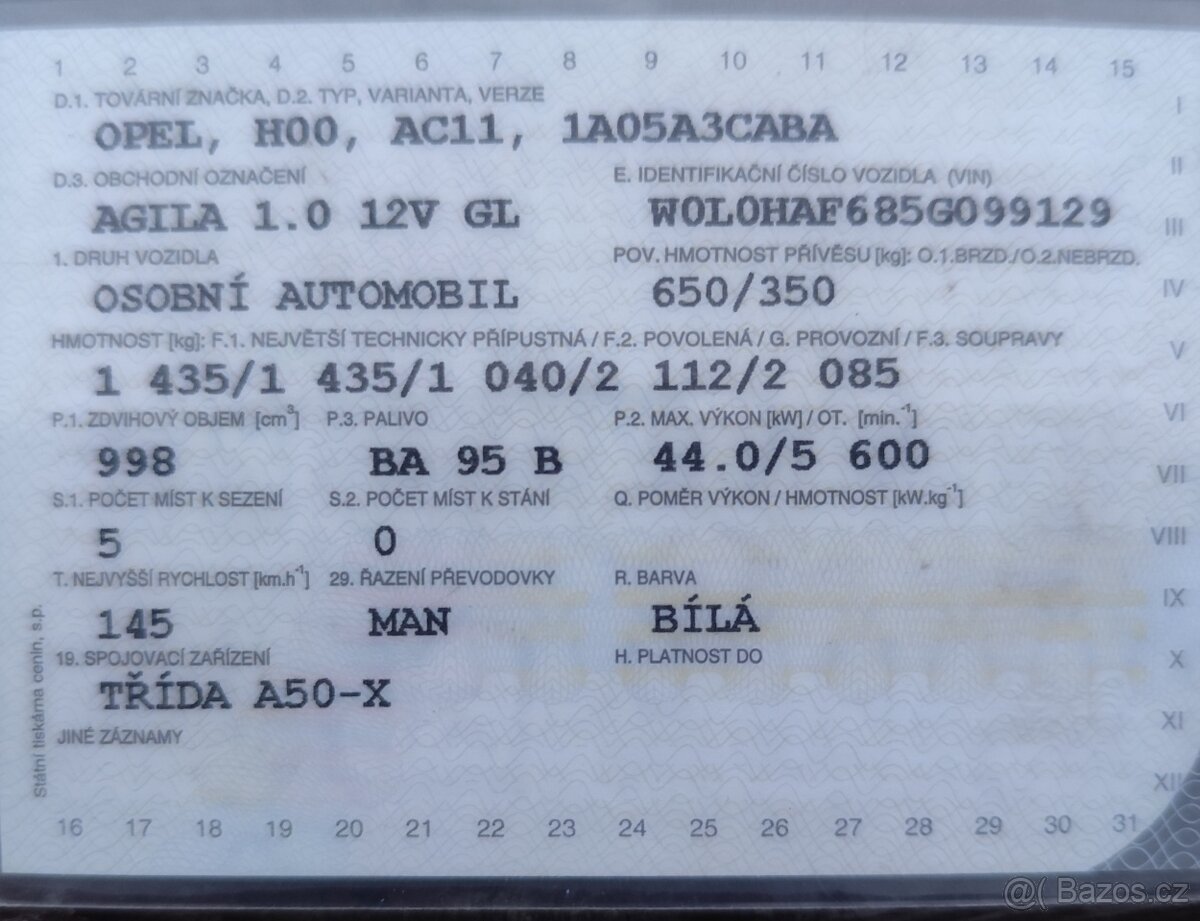 1 2 3 4 5 6 7 8 9 10 11 12 13 14 15
D.1. TOVÁRNÍ ZNAČKA, D.2. TYP, VARIANTA, VERZE
I
OPEL, H00, AC11, 1A05A3CABA
D.3. OBCHODNÍ OZNAČENÍ E. IDENTIFIKAČNÍ ČÍSLO VOZIDLA (VIN)
II
AGILA 1.0 12V GL W0L0HAF685G099129
III
1. DRUH VOZIDLA POV. HMOTNOST PŘÍVĚSU [kg]: O.1.BRZD./O.2.NEBRZD.
OSOBNÍ AUTOMOBIL 650/350
IV
HMOTNOST [kg]: F.1. NEJVĚTŠÍ TECHNICKY PŘÍPUSTNÁ / F.2. POVOLENÁ / G. PROVOZNÍ / F.3. SOUPRAVY
V
1 435/1 435/1 040/2 112/2 085
P.1. ZDVIHOVÝ OBJEM [cm³] P.3. PALIVO P.2. MAX. VÝKON [kW] / OT. [min.⁻¹]
VI
998 BA 95 B 44.0/5 600
VII
S.1. POČET MÍST K SEZENÍ S.2. POČET MÍST K STÁNÍ Q. POMĚR VÝKON / HMOTNOST [kW.kg⁻¹]
5 0
VIII
T. NEJVYŠŠÍ RYCHLOST [km.h⁻¹] 29. ŘAZENÍ PŘEVODOVKY R. BARVA
IX
145 MAN BÍLÁ
19. SPOJOVACÍ ZAŘÍZENÍ H. PLATNOST DO
X
TŘÍDA A50-X
XI
JINÉ ZÁZNAMY
XII
Státní tiskárna cenin, s.p.
16 17 18 19 20 21 22 23 24 25 26 27 28 29 30 31
@( Bazos.cz